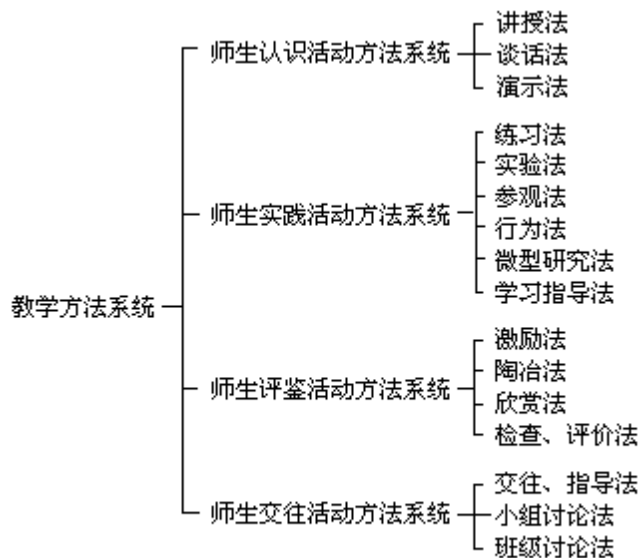 教学方法系统
师生认识活动方法系统
讲授法
谈话法
演示法
师生实践活动方法系统
练习法
实验法
参观法
行为法
微型研究法
学习指导法
师生评鉴活动方法系统
激励法
陶冶法
欣赏法
检查、评价法
师生交往活动方法系统
交往、指导法
小组讨论法
班级讨论法